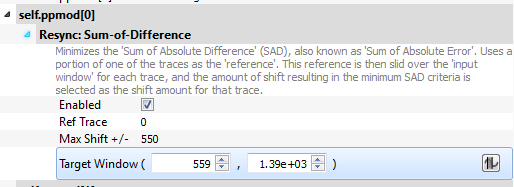 self.ppmod[0]
Resync: Sum-of-Difference
Minimizes the 'Sum of Absolute Difference' (SAD), also known as 'Sum of Absolute Error'. Uses a
portion of one of the traces as the 'reference'. This reference is then slid over the 'input
window' for each trace, and the amount of shift resulting in the minimum SAD criteria is
selected as the shift amount for that trace.
Enabled
Ref Trace 0
Max Shift +/- 550
Target Window ( 559 , 1.39e+03 )